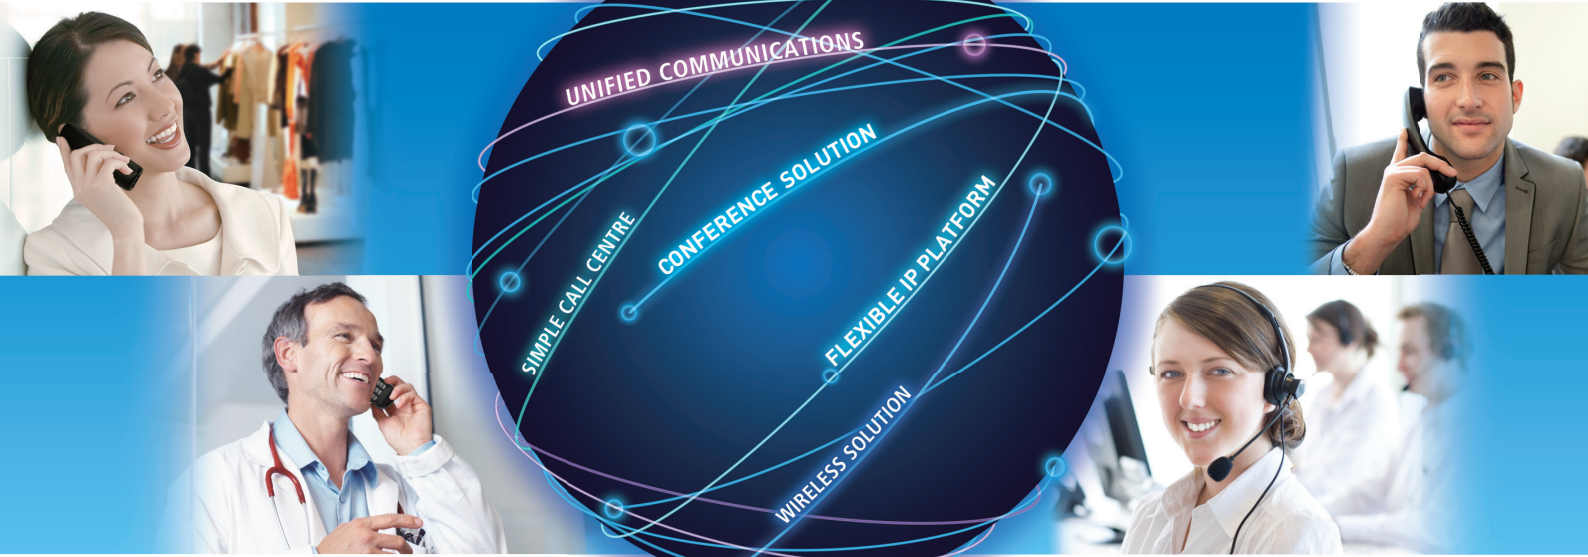 UNIFIED COMMUNICATIONS
CONFERENCE SOLUTION
SIMPLE CALL CENTRE
FLEXIBLE IP PLATFORM
WIRELESS SOLUTION